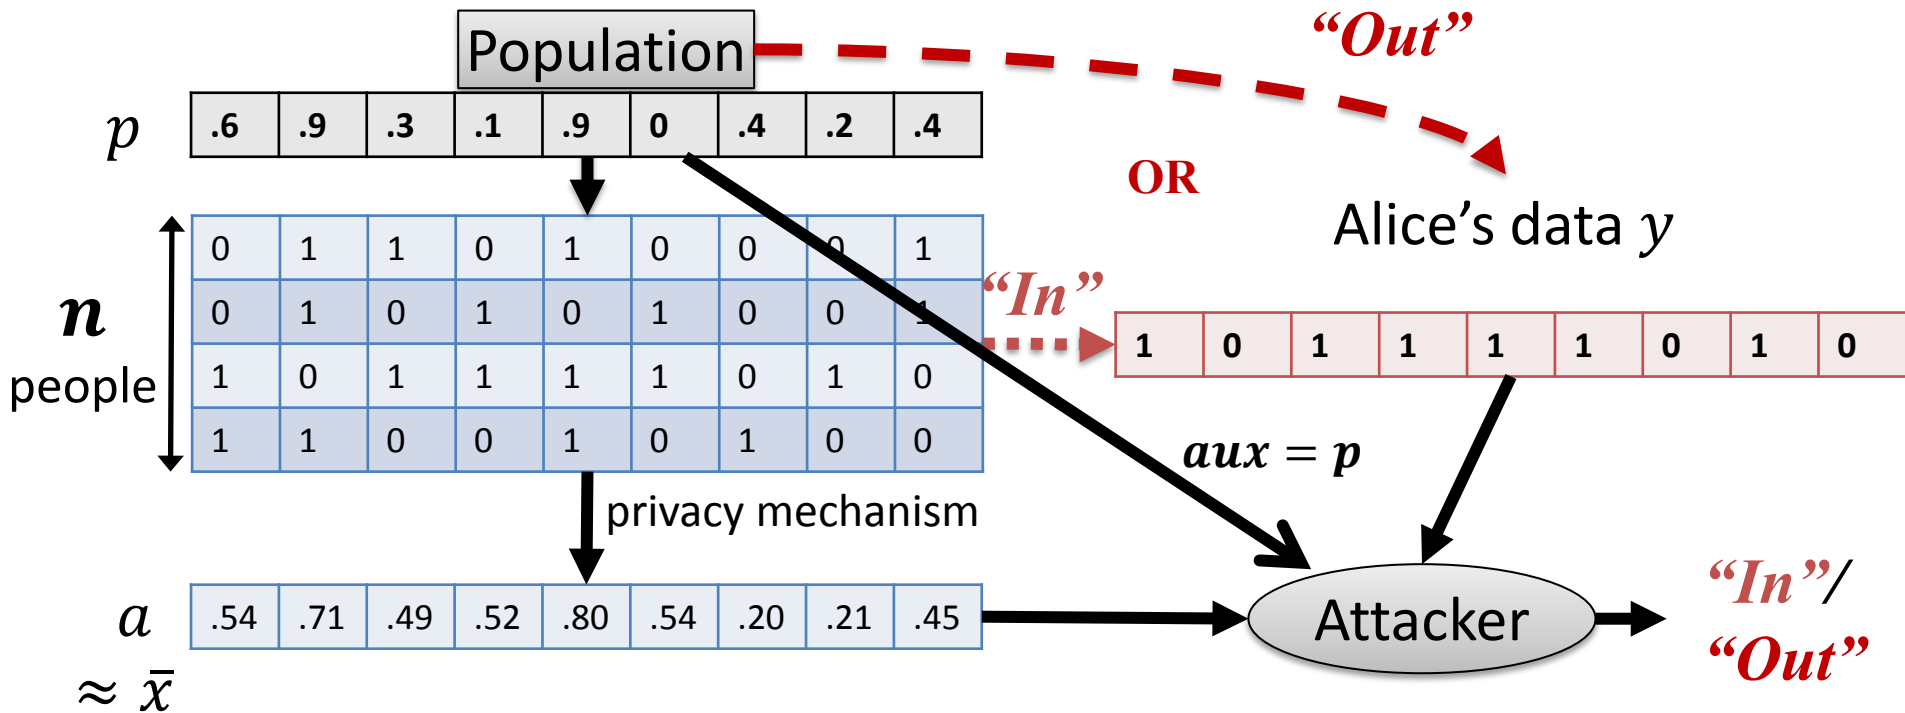 Population
“Out”
p .6 .9 .3 .1 .9 0 .4 .2 .4
OR
Alice’s data y
0 1 1 0 1 0 0 0 1
“In”
n
people
0 1 0 1 0 1 0 0 1
1 0 1 1 1 1 0 1 0
1 0 1 1 1 1 0 1 0
1 1 0 0 1 0 1 0 0
aux = p
privacy mechanism
a .54 .71 .49 .52 .80 .54 .20 .21 .45
≈ x̄
Attacker
“In”/
“Out”